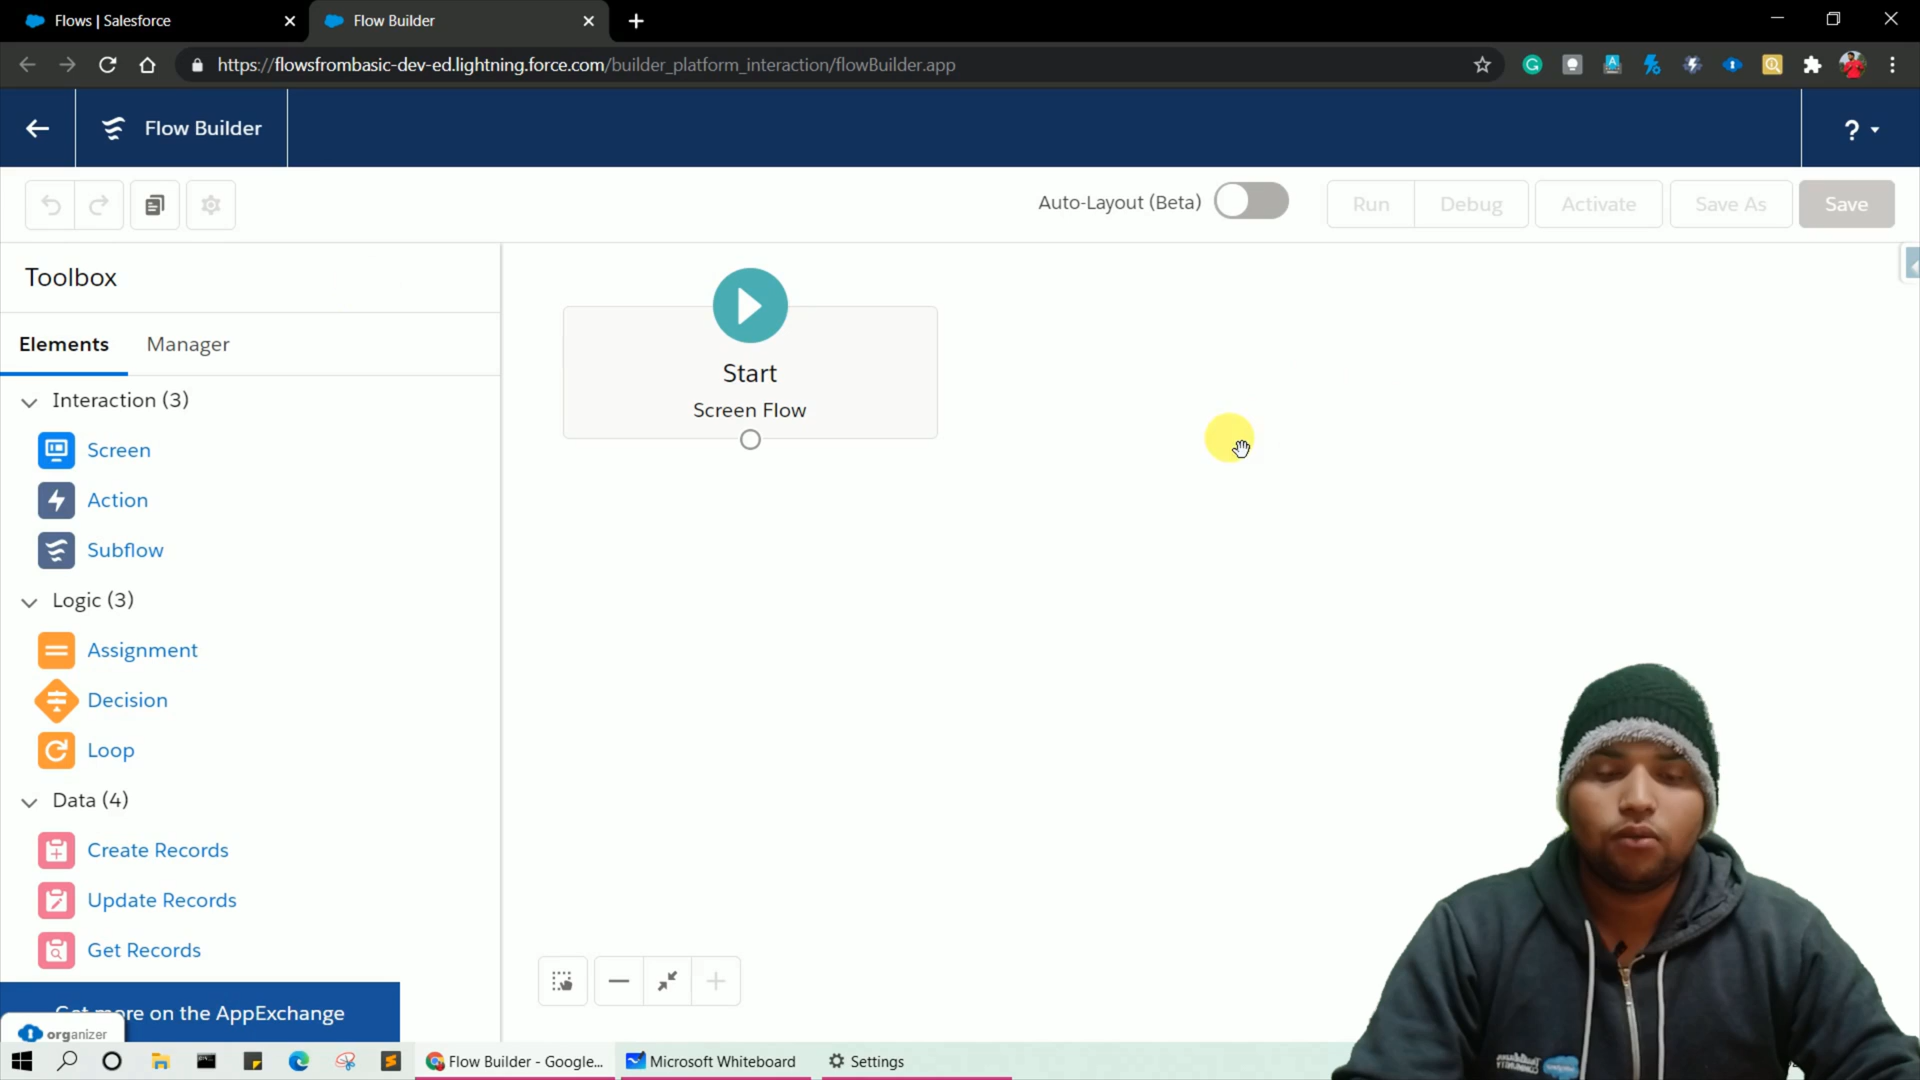 Flows | Salesforce
Flow Builder
https://flowsfrombasic-dev-ed.lightning.force.com/builder_platform_interaction/flowBuilder.app
Flow Builder
?
Auto-Layout (Beta)
Run
Debug
Activate
Save As
Save
Toolbox
Elements
Manager
Start
Screen Flow
Interaction (3)
Screen
Action
Subflow
Logic (3)
Assignment
Decision
Loop
Data (4)
Create Records
Update Records
Get Records
Get more on the AppExchange
organizer
Flow Builder - Google...
Microsoft Whiteboard
Settings